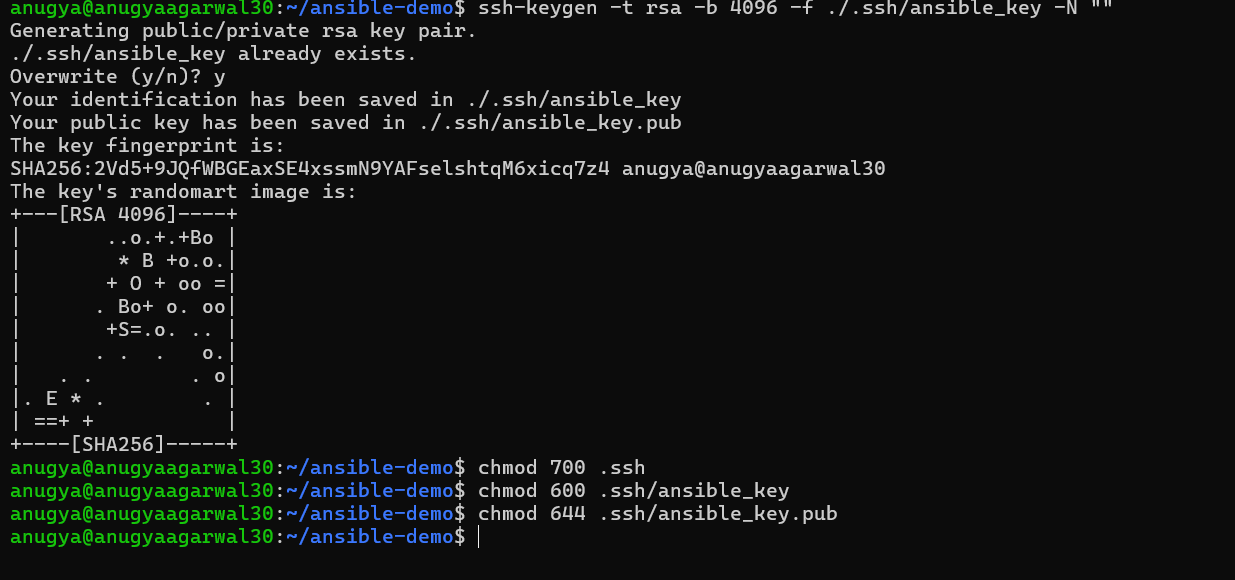 anugyaagarwal30:~/ansible-demo$ ssh-keygen -t rsa -b 4096 -f ./.ssh/ansible_key -N ""
Generating public/private rsa key pair.
./.ssh/ansible_key already exists.
Overwrite (y/n)? y
Your identification has been saved in ./.ssh/ansible_key
Your public key has been saved in ./.ssh/ansible_key.pub
The key fingerprint is:
SHA256:2Vd5+9JQfWBGEaxSE4xssmN9YAFselshtqM6xicq7z4 anugya@anugyaagarwal30
The key's randomart image is:
+---[RSA 4096]----+
|       ..o.+.+Bo |
|        * B +o.o.|
|       + O + oo =|
|      . Bo+ o. oo|
|       +S=.o. .. |
|      . .  .   o.|
|   . .        . o|
|. E * .        . |
| ==+ +           |
+----[SHA256]-----+
anugya@anugyaagarwal30:~/ansible-demo$ chmod 700 .ssh
anugya@anugyaagarwal30:~/ansible-demo$ chmod 600 .ssh/ansible_key
anugya@anugyaagarwal30:~/ansible-demo$ chmod 644 .ssh/ansible_key.pub
anugya@anugyaagarwal30:~/ansible-demo$